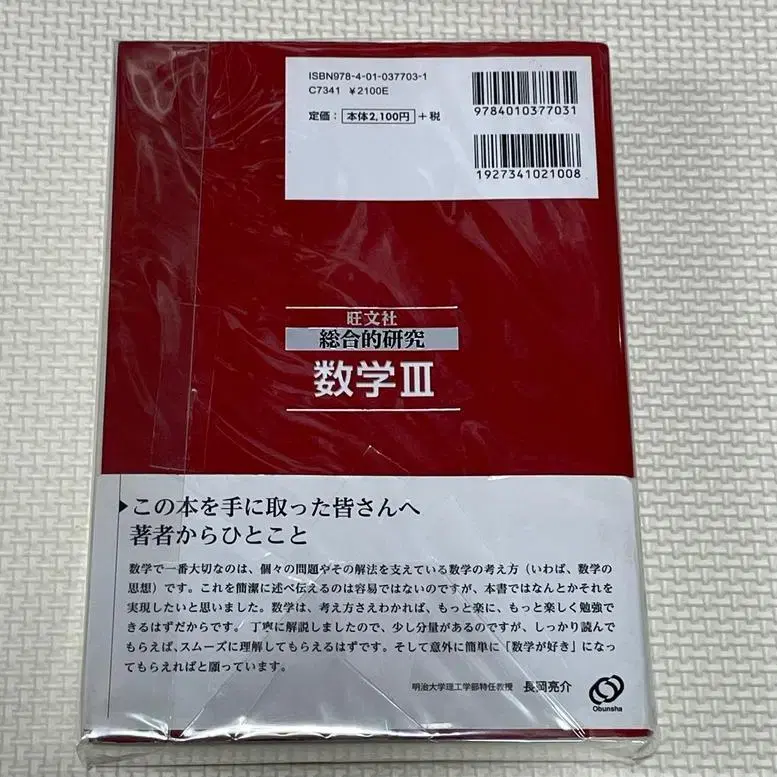 ISBN978-4-01-037703-1
C7341 ¥2100E
定価：本体2,100円＋税
9784010377031
1927341021008
旺文社
総合的研究
数学Ⅲ
▶この本を手に取った皆さんへ
著者からひとこと
数学で一番大切なのは、個々の問題やその解法を支えている数学の考え方（いわば、数学の
思想）です。これを簡潔に述べ伝えるのは容易ではないのですが、本書ではなんとかそれを
実現したいと思いました。数学は、考え方さえわかれば、もっと楽に、もっと楽しく勉強で
きるはずだからです。丁寧に解説しましたので、少し分量があるのですが、しっかり読んで
もらえば、スムーズに理解してもらえるはずです。そして意外に簡単に「数学が好き」になっ
てもらえればと願っています。
明治大学理工学部特任教授 長岡亮介
Obunsha